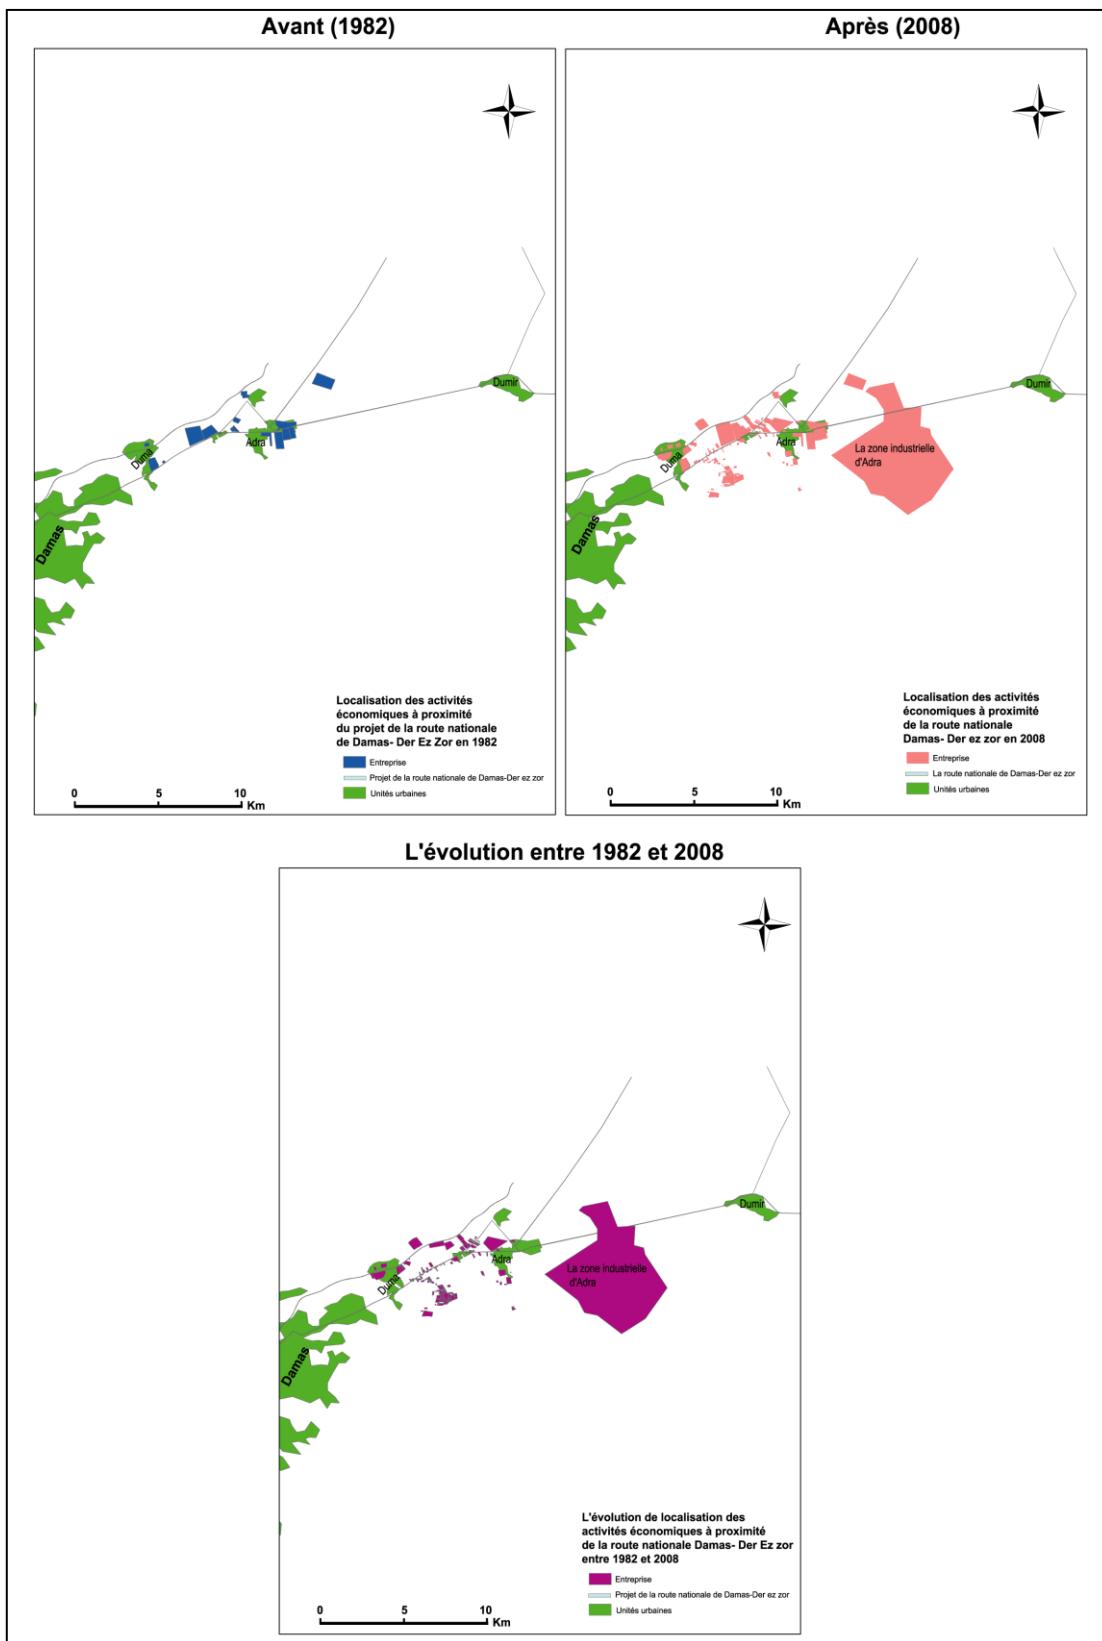 Avant (1982)
Après (2008)
Dumir
Adra
Duma
Damas
Localisation des activités
économiques à proximité
du projet de la route nationale
de Damas- Der Ez Zor en 1982
Entreprise
Projet de la route nationale de Damas-Der ez zor
Unités urbaines
0 5 10
Km
Dumir
La zone industrielle
d'Adra
Adra
Duma
Damas
Localisation des activités
économiques à proximité
de la route nationale
Damas- Der ez zor en 2008
Entreprise
La route nationale de Damas-Der ez zor
Unités urbaines
0 5 10
Km
L'évolution entre 1982 et 2008
Dumir
Adra
La zone industrielle
d'Adra
Duma
Damas
L'évolution de localisation des
activités économiques à proximité
de la route nationale Damas- Der Ez zor
entre 1982 et 2008
Entreprise
Projet de la route nationale de Damas-Der ez zor
Unités urbaines
0 5 10
Km